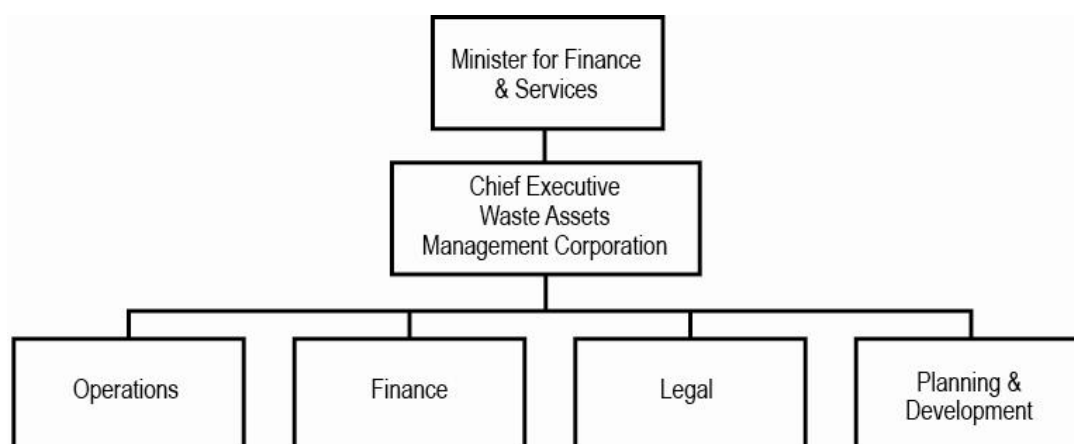 Minister for Finance
& Services
Chief Executive
Waste Assets
Management Corporation
Operations
Finance
Legal
Planning &
Development